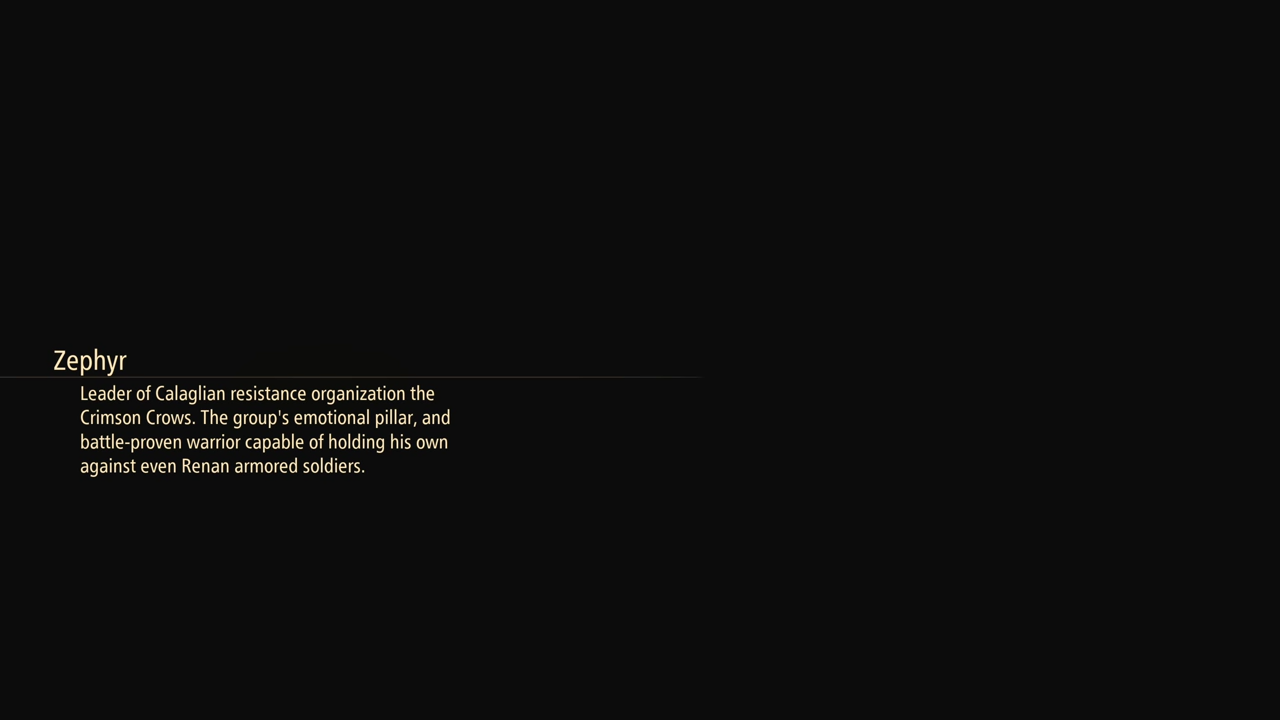 Zephyr
Leader of Calaglian resistance organization the
Crimson Crows. The group's emotional pillar, and
battle-proven warrior capable of holding his own
against even Renan armored soldiers.